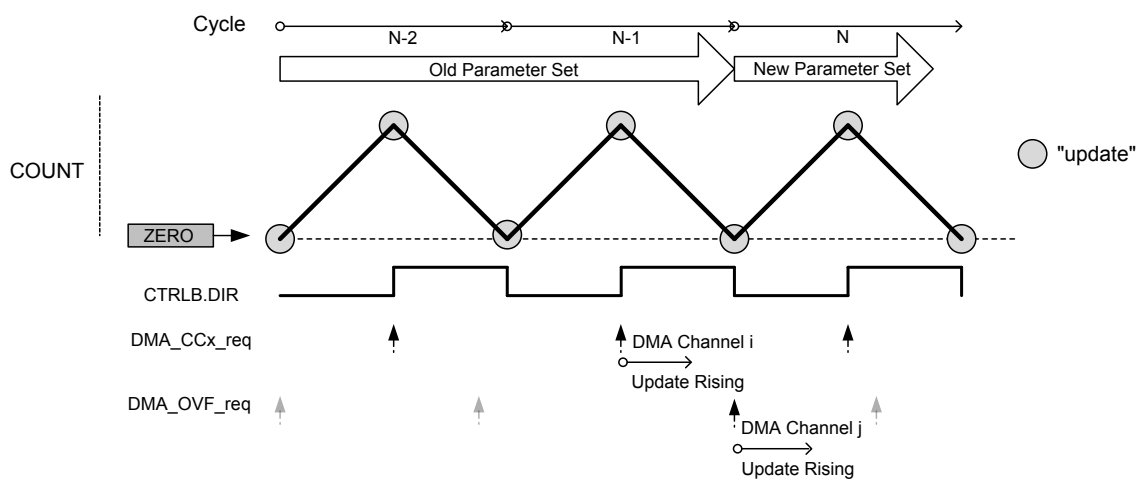 Cycle
N-2
N-1
N
Old Parameter Set
New Parameter Set
COUNT
"update"
ZERO
CTRLB.DIR
DMA_CCx_req
DMA Channel i
Update Rising
DMA_OVF_req
DMA Channel j
Update Rising